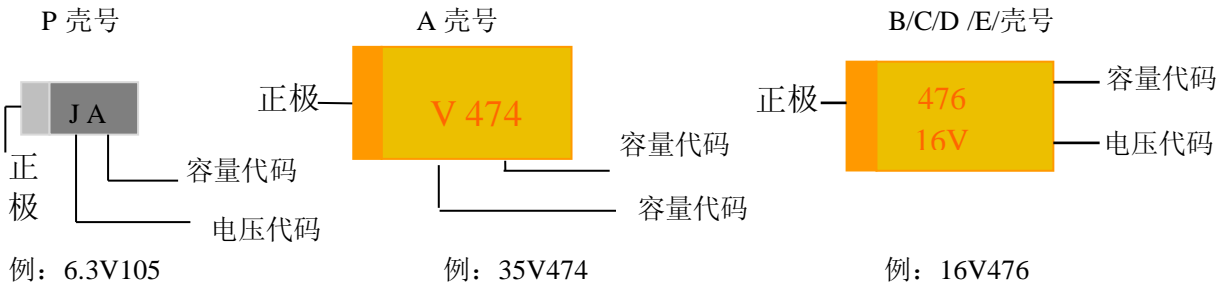 P 壳号
A 壳号
B/C/D /E/壳号
正极
J A
容量代码
电压代码
例：6.3V105
正极
V 474
容量代码
容量代码
例：35V474
正极
476
16V
容量代码
电压代码
例：16V476